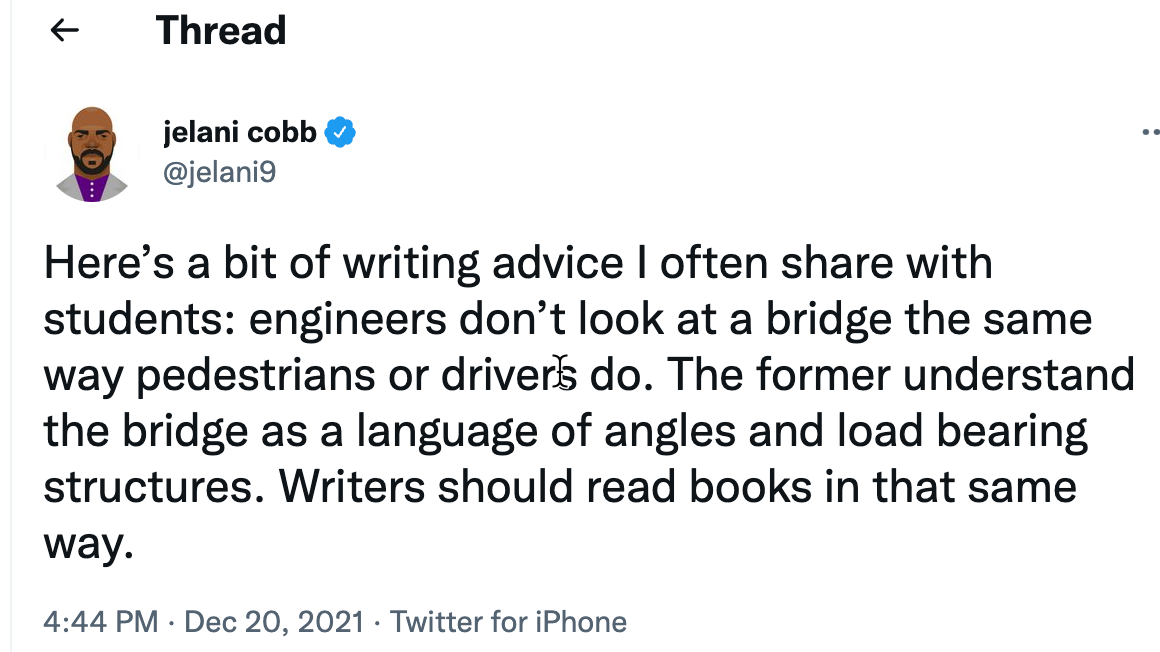 Thread
jelani cobb
@jelani9
Here’s a bit of writing advice I often share with
students: engineers don’t look at a bridge the same
way pedestrians or drivers do. The former understand
the bridge as a language of angles and load bearing
structures. Writers should read books in that same
way.
4:44 PM · Dec 20, 2021 · Twitter for iPhone